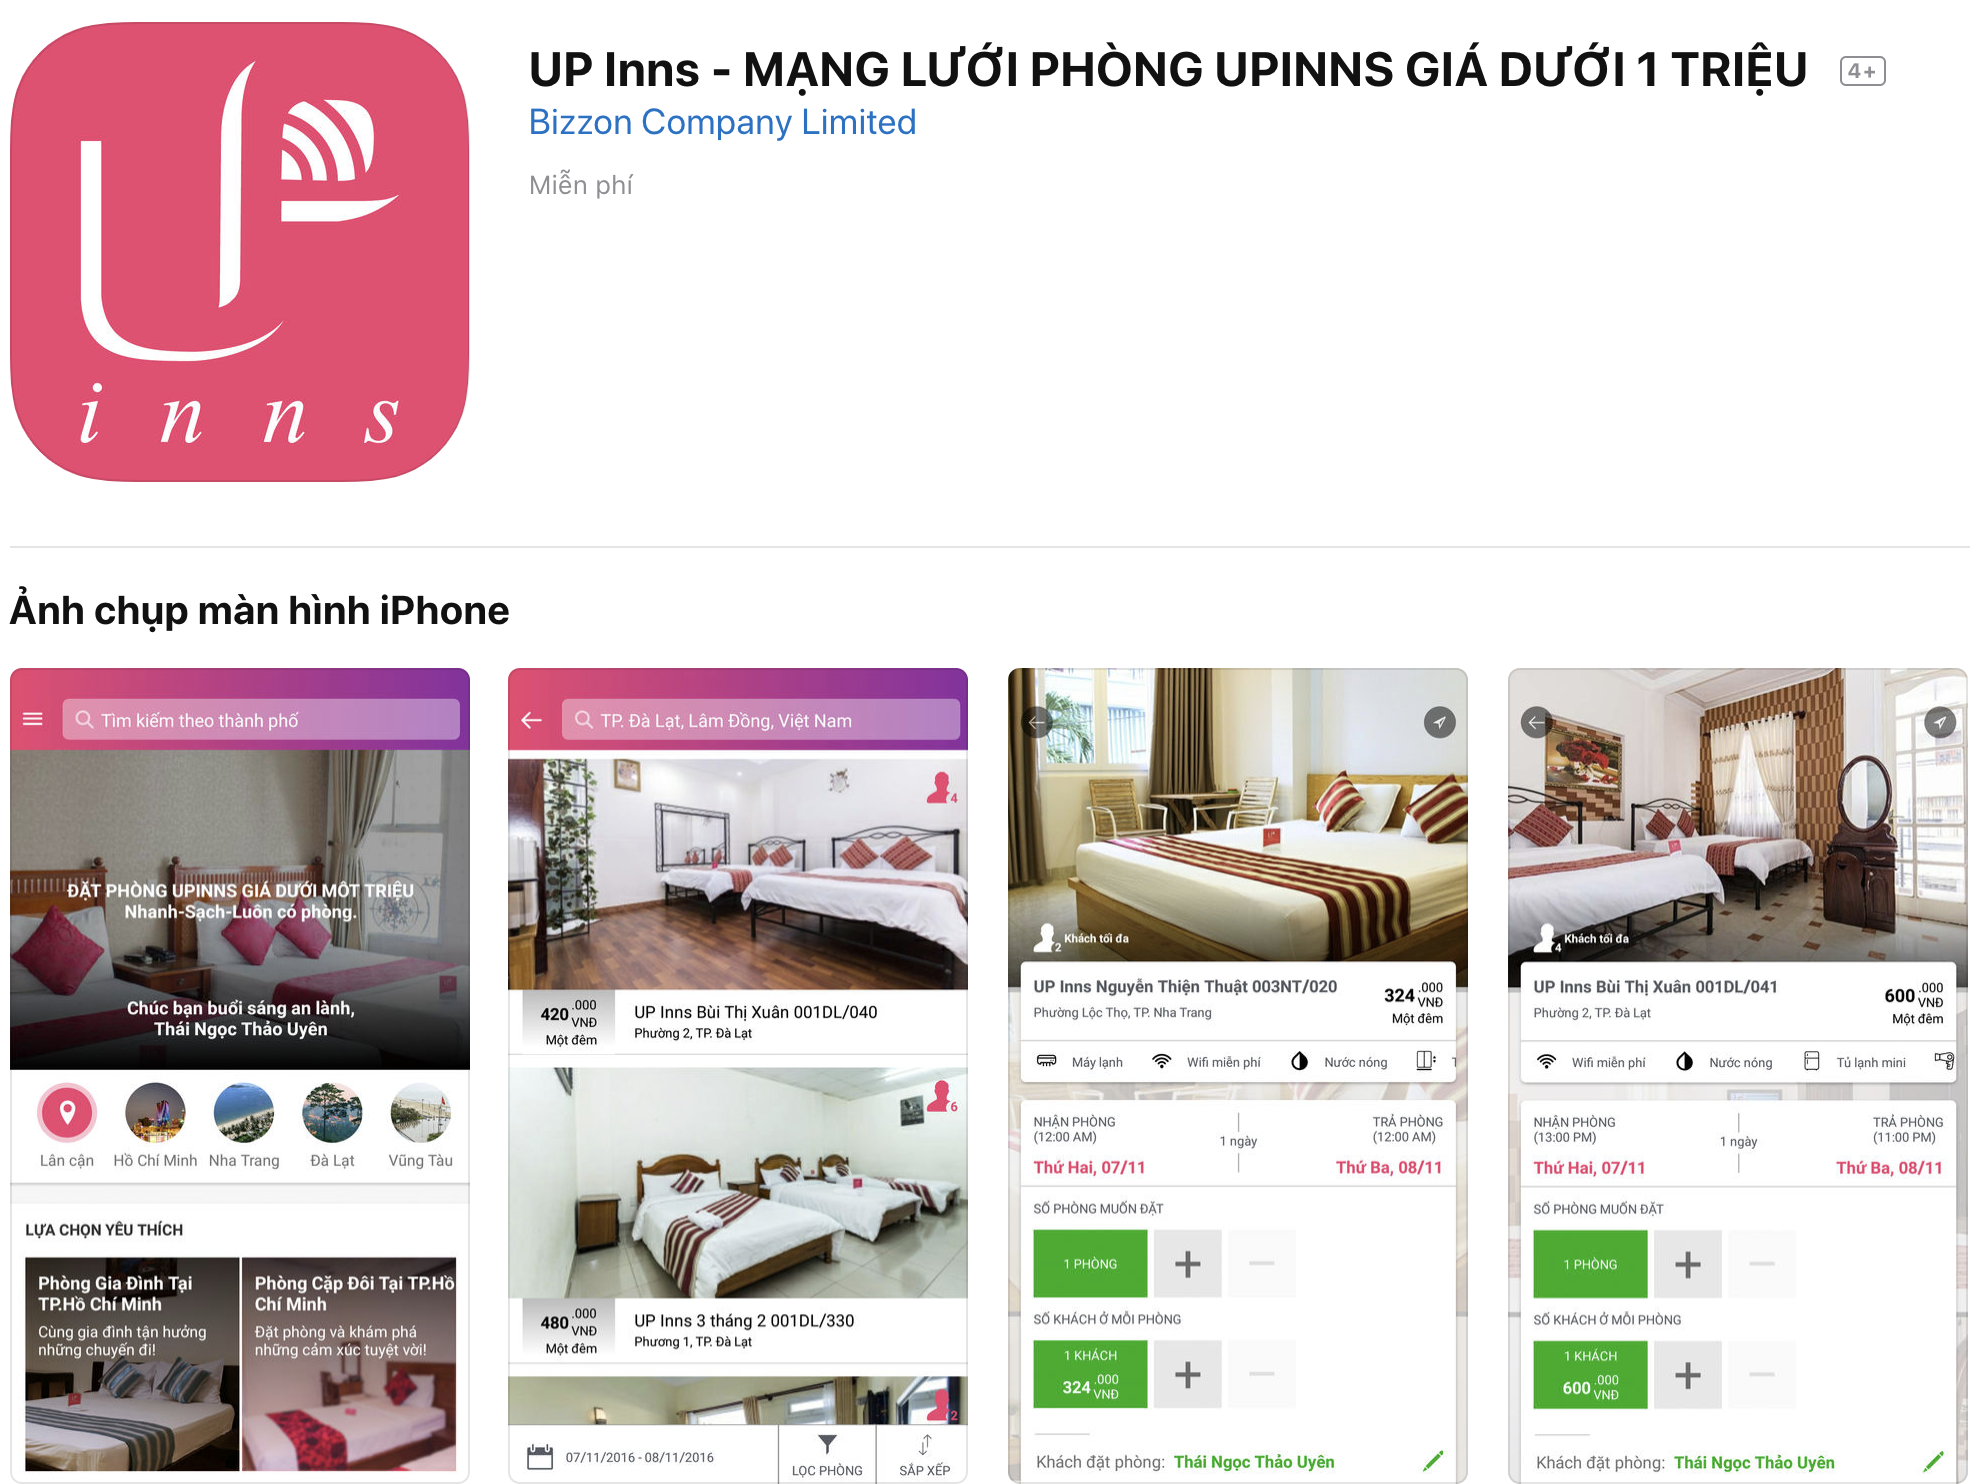 UP
inns
UP Inns - MẠNG LƯỚI PHÒNG UPINNS GIÁ DƯỚI 1 TRIỆU 4+
Bizzon Company Limited
Miễn phí
Ảnh chụp màn hình iPhone
Tìm kiếm theo thành phố
ĐẶT PHÒNG UPINNS GIÁ DƯỚI MỘT TRIỆU
Nhanh-Sạch-Luôn có phòng.
Chúc bạn buổi sáng an lành,
Thái Ngọc Thảo Uyên
Lân cận Hồ Chí Minh Nha Trang Đà Lạt Vũng Tàu
LỰA CHỌN YÊU THÍCH
Phòng Gia Đình Tại
TP.Hồ Chí Minh
Cùng gia đình tận hưởng
những chuyến đi!
Phòng Cặp Đôi Tại TP.Hồ
Chí Minh
Đặt phòng và khám phá
những cảm xúc tuyệt vời!
TP. Đà Lạt, Lâm Đồng, Việt Nam
4
420 .000 VNĐ
Một đêm
UP Inns Bùi Thị Xuân 001DL/040
Phường 2, TP. Đà Lạt
6
480 .000 VNĐ
Một đêm
UP Inns 3 tháng 2 001DL/330
Phương 1, TP. Đà Lạt
2
07/11/2016 - 08/11/2016
LỌC PHÒNG
SẮP XẾP
2 Khách tối đa
UP Inns Nguyễn Thiện Thuật 003NT/020
Phường Lộc Thọ, TP. Nha Trang
324 .000 VNĐ
Một đêm
Máy lạnh Wifi miễn phí Nước nóng T
NHẬN PHÒNG
(12:00 AM)
Thứ Hai, 07/11
1 ngày
TRẢ PHÒNG
(12:00 AM)
Thứ Ba, 08/11
SỐ PHÒNG MUỐN ĐẶT
1 PHÒNG + −
SỐ KHÁCH Ở MỖI PHÒNG
1 KHÁCH
324 .000 VNĐ + −
Khách đặt phòng: Thái Ngọc Thảo Uyên
4 Khách tối đa
UP Inns Bùi Thị Xuân 001DL/041
Phường 2, TP. Đà Lạt
600 .000 VNĐ
Một đêm
Wifi miễn phí Nước nóng Tủ lạnh mini
NHẬN PHÒNG
(13:00 PM)
Thứ Hai, 07/11
1 ngày
TRẢ PHÒNG
(11:00 PM)
Thứ Ba, 08/11
SỐ PHÒNG MUỐN ĐẶT
1 PHÒNG + −
SỐ KHÁCH Ở MỖI PHÒNG
1 KHÁCH
600 .000 VNĐ + −
Khách đặt phòng: Thái Ngọc Thảo Uyên